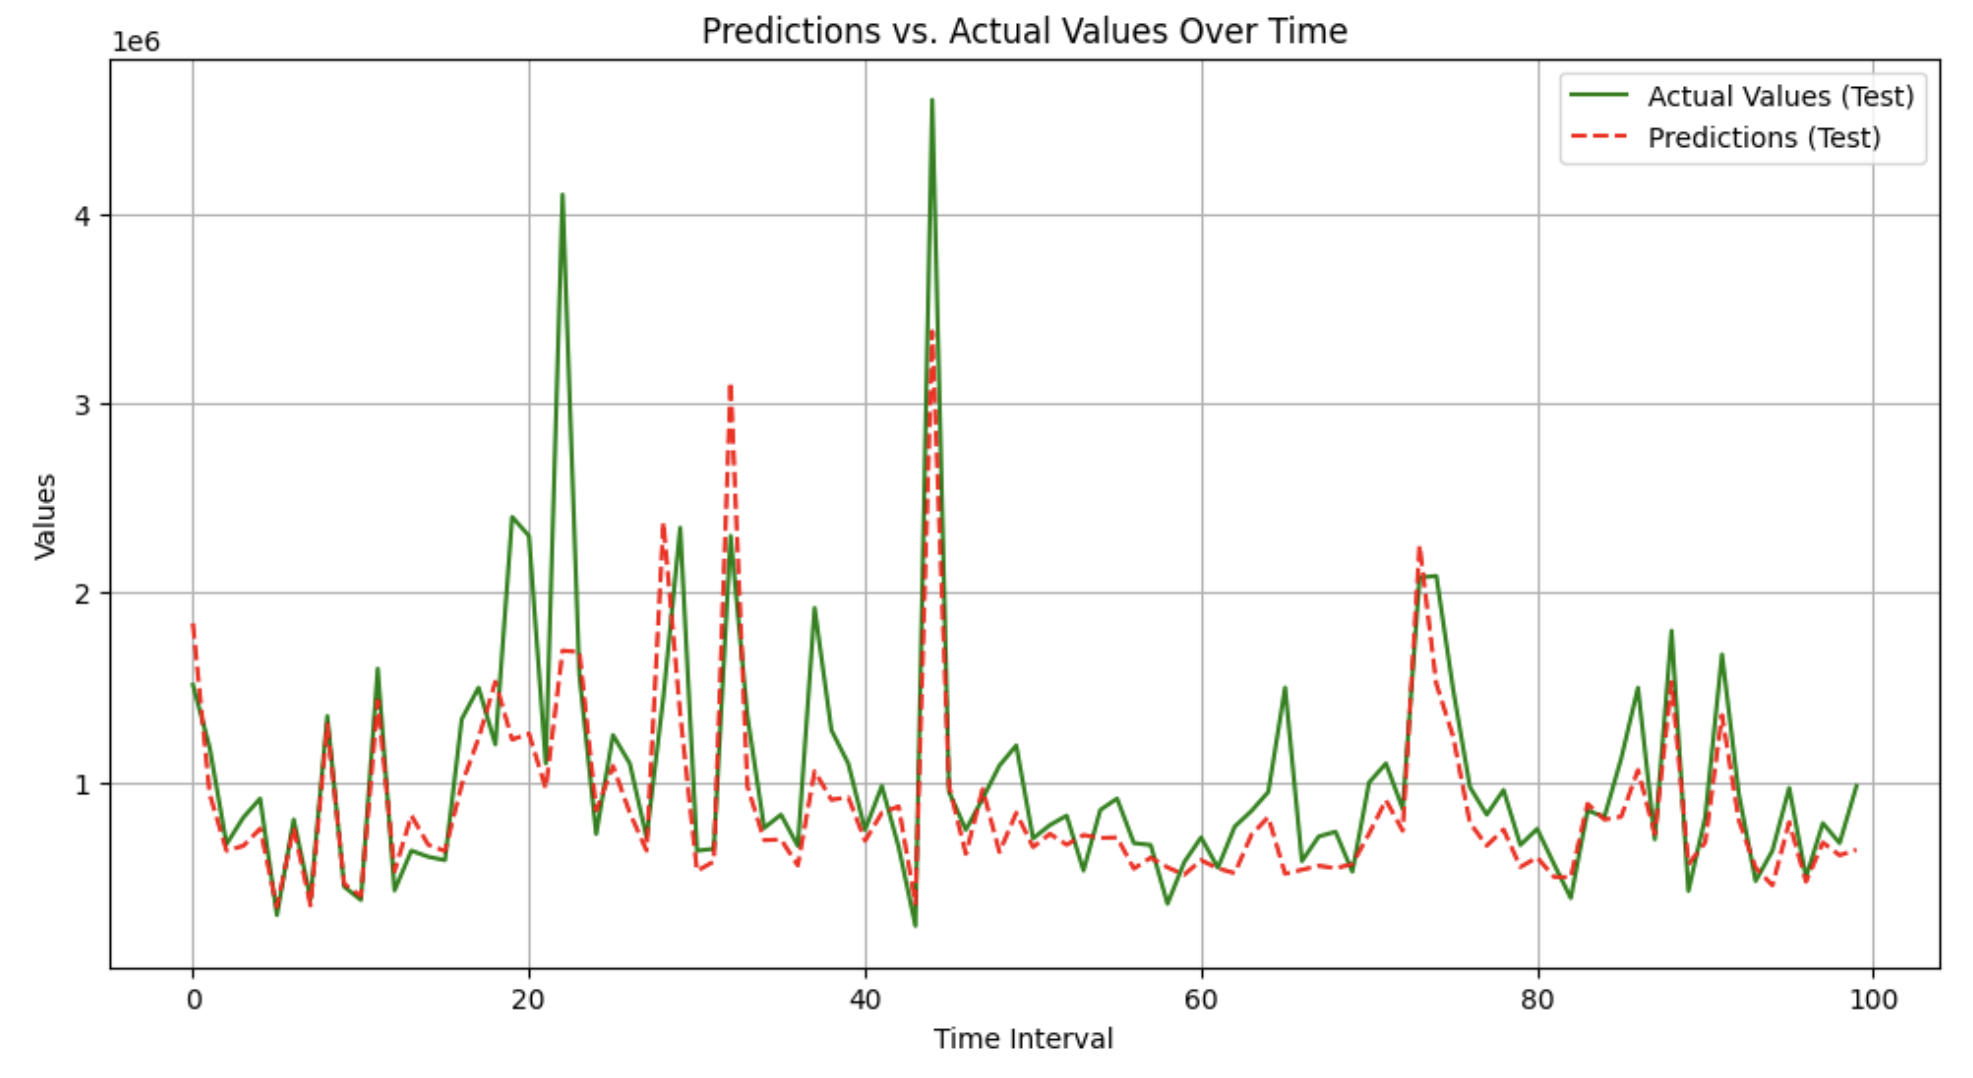 Predictions vs. Actual Values Over Time
1e6
Actual Values (Test)
Predictions (Test)
4
3
2
1
Values
0 20 40 60 80 100
Time Interval